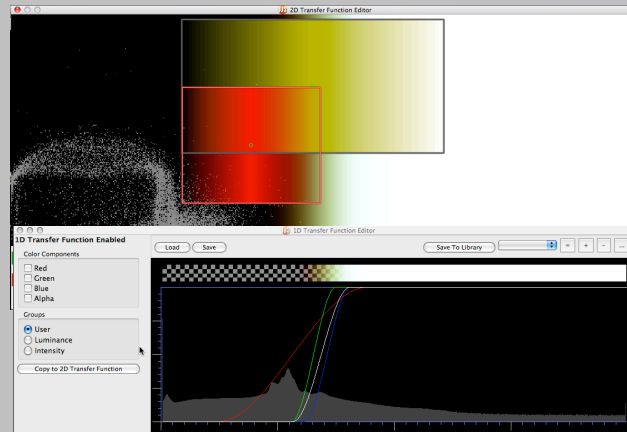 2D Transfer Function Editor
1D Transfer Function Editor
1D Transfer Function Enabled
Color Components
Red
Green
Blue
Alpha
Groups
User
Luminance
Intensity
Copy to 2D Transfer Function
Load
Save
Save To Library
=
+
-
...